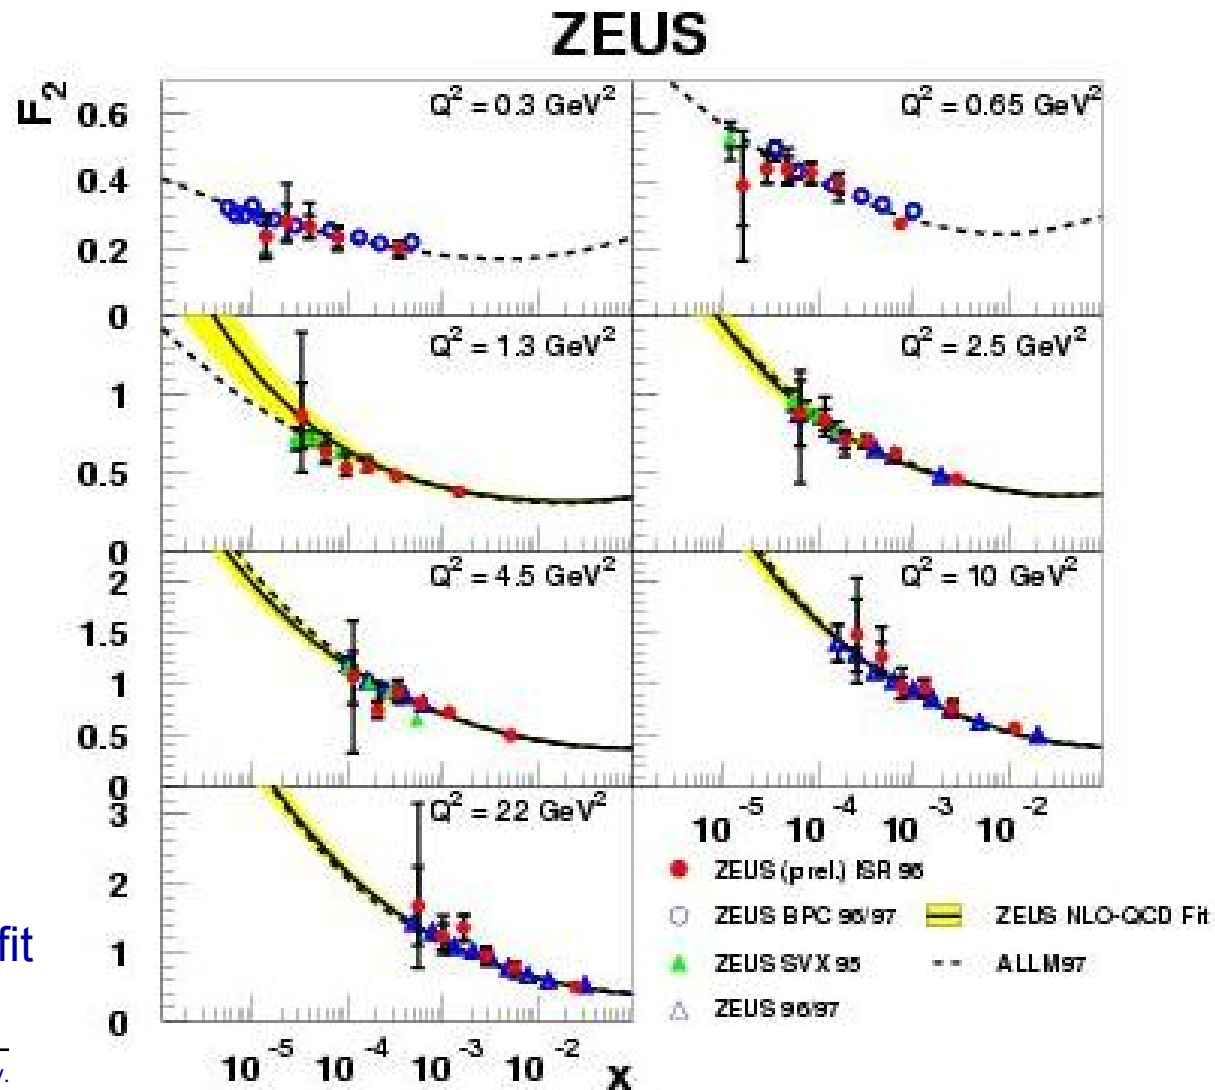 ZEUS
F2
Q² = 0.3 GeV²
Q² = 0.65 GeV²
0.6
0.4
0.2
0
Q² = 1.3 GeV²
Q² = 2.5 GeV²
1
0.5
0
Q² = 4.5 GeV²
Q² = 10 GeV²
2
1.5
1
0.5
0
Q² = 22 GeV²
3
2
1
0
10⁻⁵ 10⁻⁴ 10⁻³ 10⁻²
ZEUS (prel.) ISR 96
ZEUS BPC 96/97
ZEUS SVX 95
ZEUS 96/97
ZEUS NLO-QCD Fit
ALLM97
fit
10⁻⁵ 10⁻⁴ 10⁻³ 10⁻² x